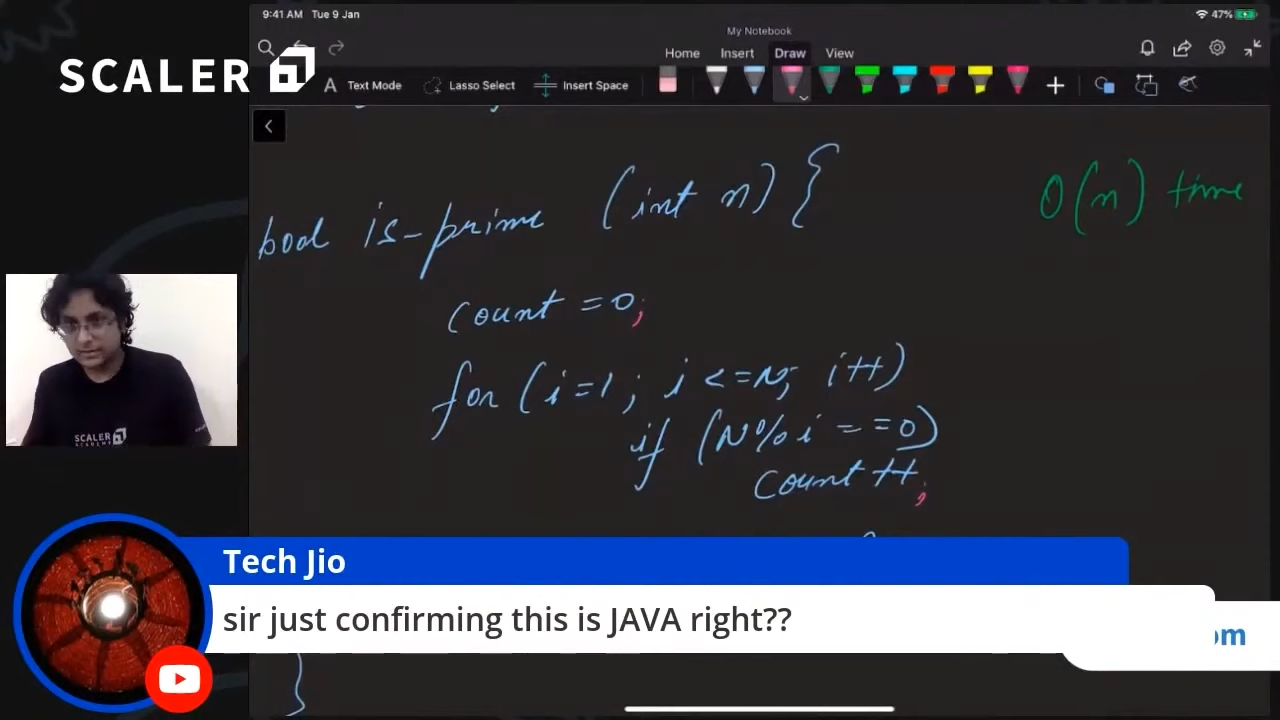 9:41 AM Tue 9 Jan
47%
My Notebook
SCALER
Home Insert Draw View
Text Mode Lasso Select Insert Space
bool is-prime (int n) {
O(n) time
count = 0;
for (i=1; i <=N; i++)
if (N%i = =0)
count ++;
SCALER
Tech Jio
sir just confirming this is JAVA right??
om
}